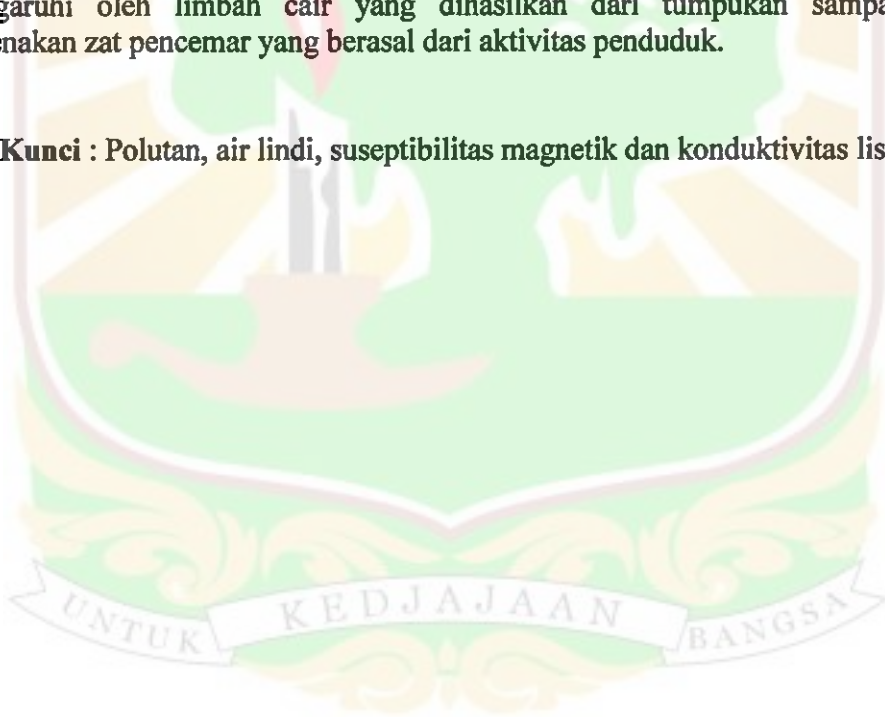 garuhi oleh limbah cair yang dihasilkan dari tumpukan sampa
enakan zat pencemar yang berasal dari aktivitas penduduk.
Kunci : Polutan, air lindi, suseptibilitas magnetik dan konduktivitas lis
UNTUK KEDJAJAAN BANGSA